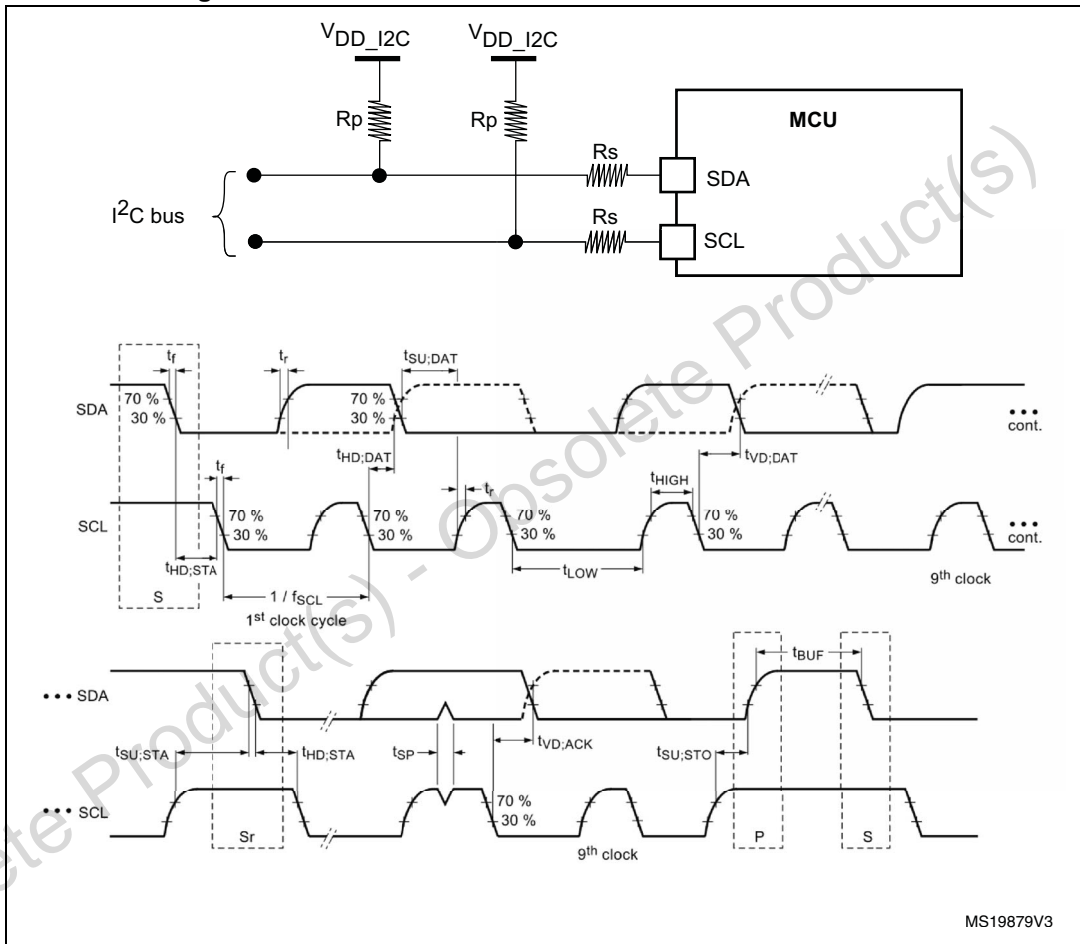 VDD_I2C VDD_I2C
Rp Rp
MCU
Rs
SDA
I2C bus
Rs
SCL
tf tr tSU;DAT
SDA 70 % 30 % 70 % 30 %
cont.
tHD;DAT tVD;DAT
tf tr tHIGH
SCL 70 % 30 % 70 % 30 % 70 % 30 % 70 % 30 %
cont.
tHD;STA tLOW 9th clock
S 1 / fSCL
1st clock cycle
tBUF
••• SDA
tSU;STA tHD;STA tSP tVD;ACK tSU;STO
••• SCL 70 % 30 %
Sr P S
9th clock
MS19879V3
Obsolete Product(s) - Obsolete Product(s)